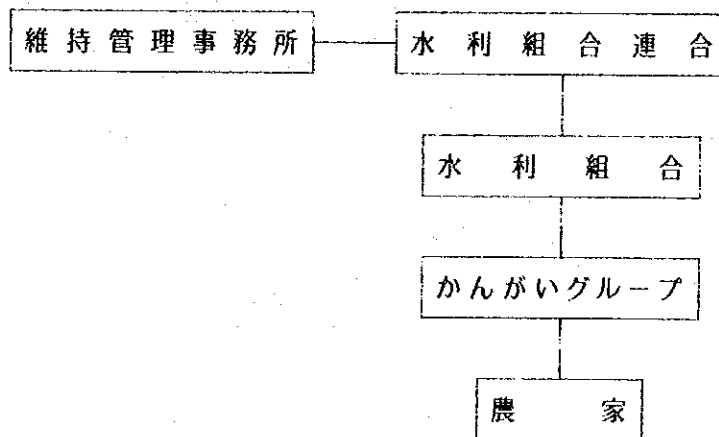 維持管理事務所
水利組合連合
水利組合
かんがいグループ
農家